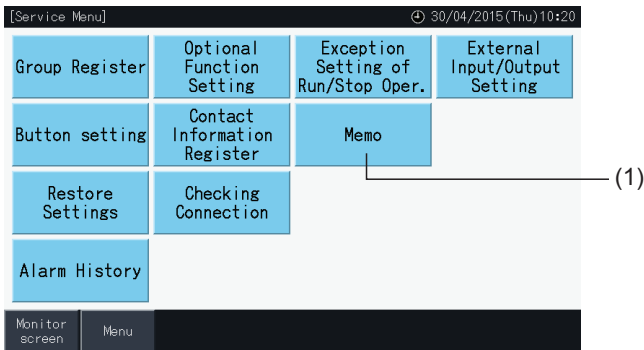 [Service Menu] 30/04/2015(Thu)10:20
Group Register
Optional
Function
Setting
Exception
Setting of
Run/Stop Oper.
External
Input/Output
Setting
Button setting
Contact
Information
Register
Memo
(1)
Restore
Settings
Checking
Connection
Alarm History
Monitor
screen
Menu